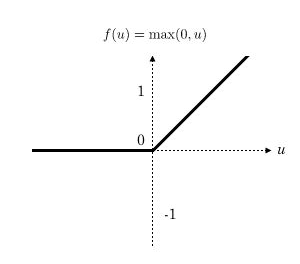 f(u) = max(0, u)
1
0
u
-1